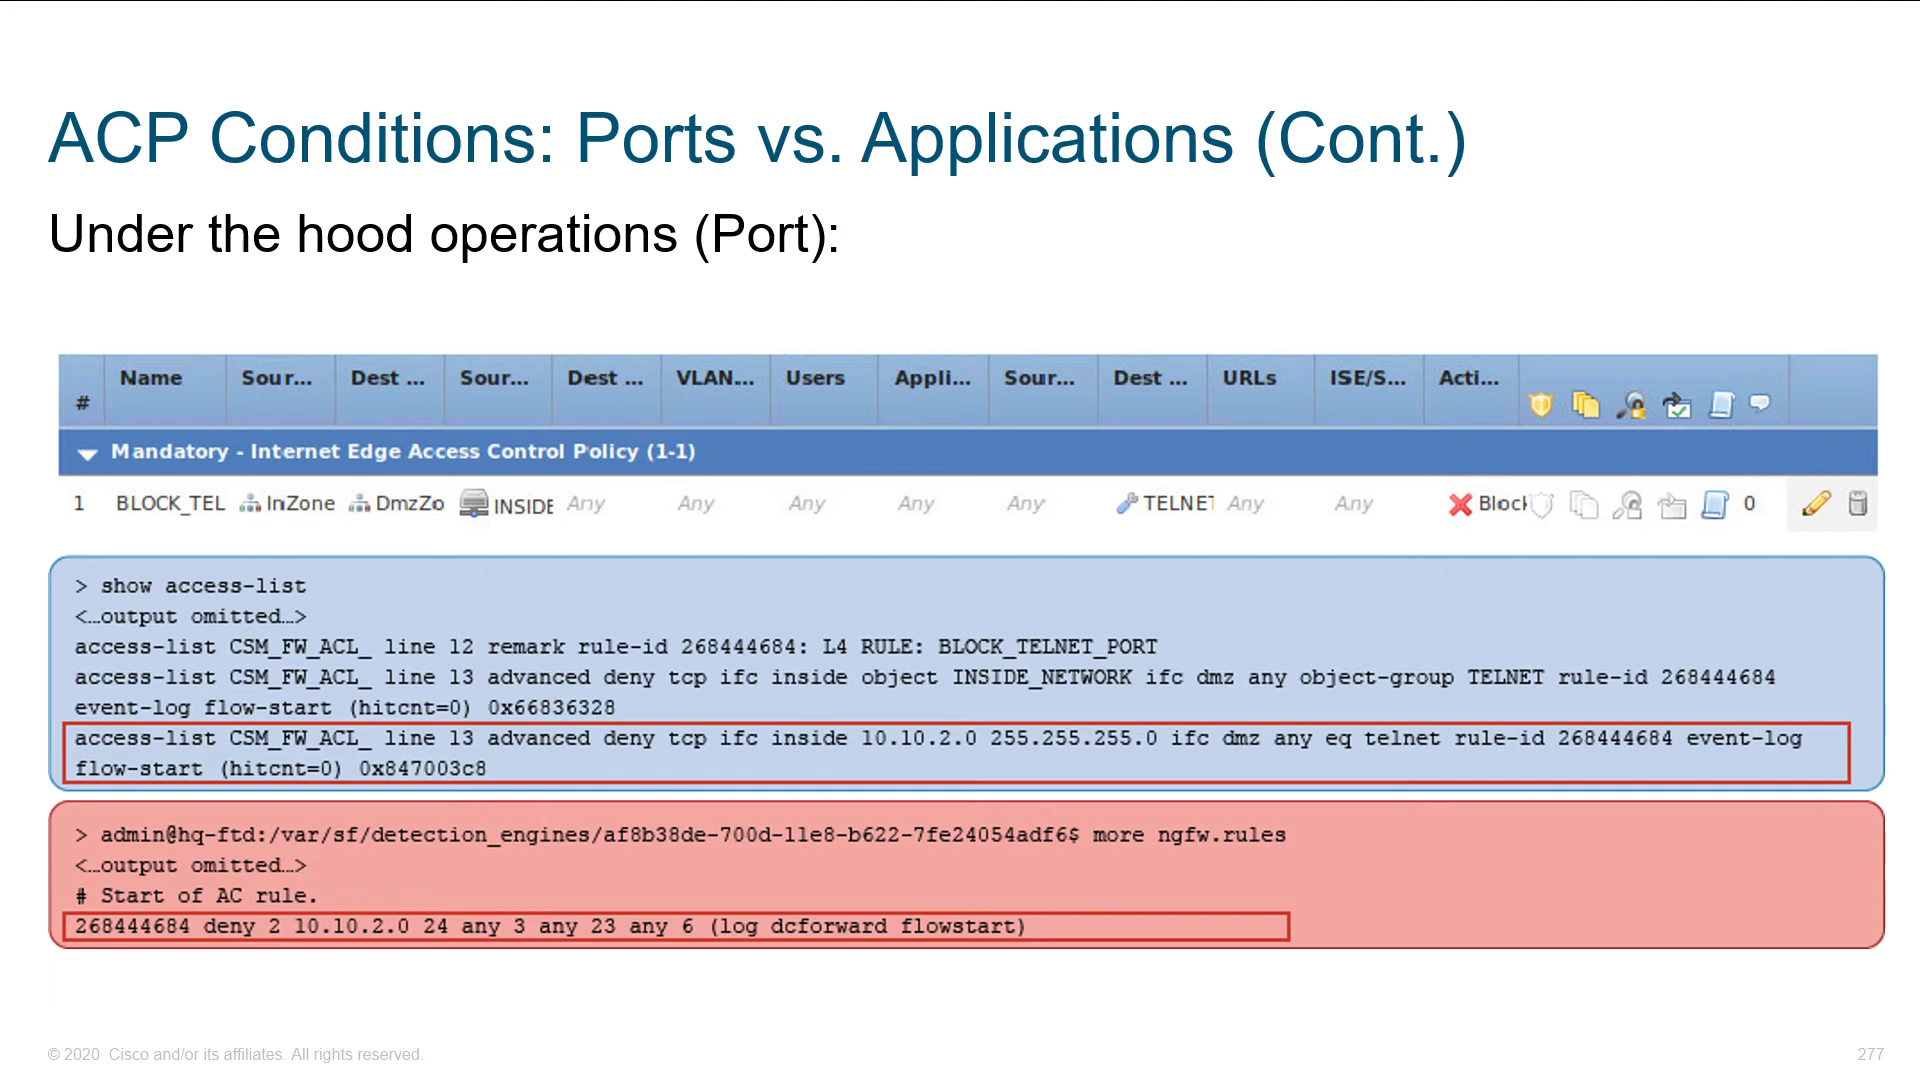 ACP Conditions: Ports vs. Applications (Cont.)
Under the hood operations (Port):
# Name Sour... Dest ... Sour... Dest ... VLAN... Users Appli... Sour... Dest ... URLs ISE/S... Acti...
Mandatory - Internet Edge Access Control Policy (1-1)
1 BLOCK_TEL InZone DmzZo INSIDE Any Any Any Any Any TELNET Any Any Block 0
> show access-list
<…output omitted…>
access-list CSM_FW_ACL_ line 12 remark rule-id 268444684: L4 RULE: BLOCK_TELNET_PORT
access-list CSM_FW_ACL_ line 13 advanced deny tcp ifc inside object INSIDE_NETWORK ifc dmz any object-group TELNET rule-id 268444684
event-log flow-start (hitcnt=0) 0x66836328
access-list CSM_FW_ACL_ line 13 advanced deny tcp ifc inside 10.10.2.0 255.255.255.0 ifc dmz any eq telnet rule-id 268444684 event-log
flow-start (hitcnt=0) 0x847003c8
> admin@hq-ftd:/var/sf/detection_engines/af8b38de-700d-11e8-b622-7fe24054adf6$ more ngfw.rules
<…output omitted…>
# Start of AC rule.
268444684 deny 2 10.10.2.0 24 any 3 any 23 any 6 (log dcforward flowstart)
© 2020 Cisco and/or its affiliates. All rights reserved.
277